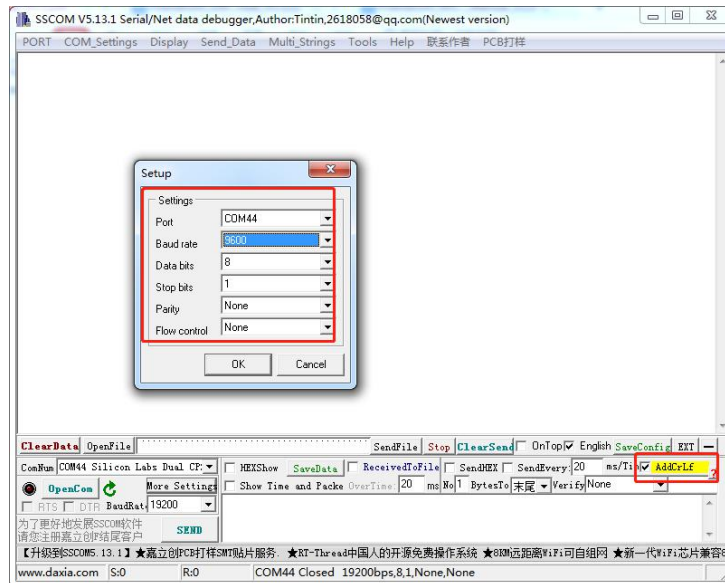 SSCOM V5.13.1 Serial/Net data debugger,Author:Tintin,2618058@qq.com(Newest version)
PORT COM_Settings Display Send_Data Multi_Strings Tools Help 联系作者 PCB打样
Setup
Settings
Port COM44
Baud rate 9600
Data bits 8
Stop bits 1
Parity None
Flow control None
OK Cancel
ClearData OpenFile SendFile Stop ClearSend OnTop English SaveConfig EXT —
ComNum COM44 Silicon Labs Dual CP: HEXShow SaveData ReceivedToFile SendHEX SendEvery: 20 ms/Tim AddCrLf
OpenCom More Settings Show Time and Packe OverTime: 20 ms No 1 BytesTo 末尾 Verify None
RTS DTR BaudRat: 19200
为了更好地发展SSCOM软件
请您注册嘉立创F结尾客户
SEND
【升级到SSCOM5.13.1】★嘉立创PCB打样SMT贴片服务. ★RT-Thread中国人的开源免费操作系统 ★8KM远距离WiFi可自组网 ★新一代WiFi芯片兼容8
www.daxia.com S:0 R:0 COM44 Closed 19200bps,8,1,None,None